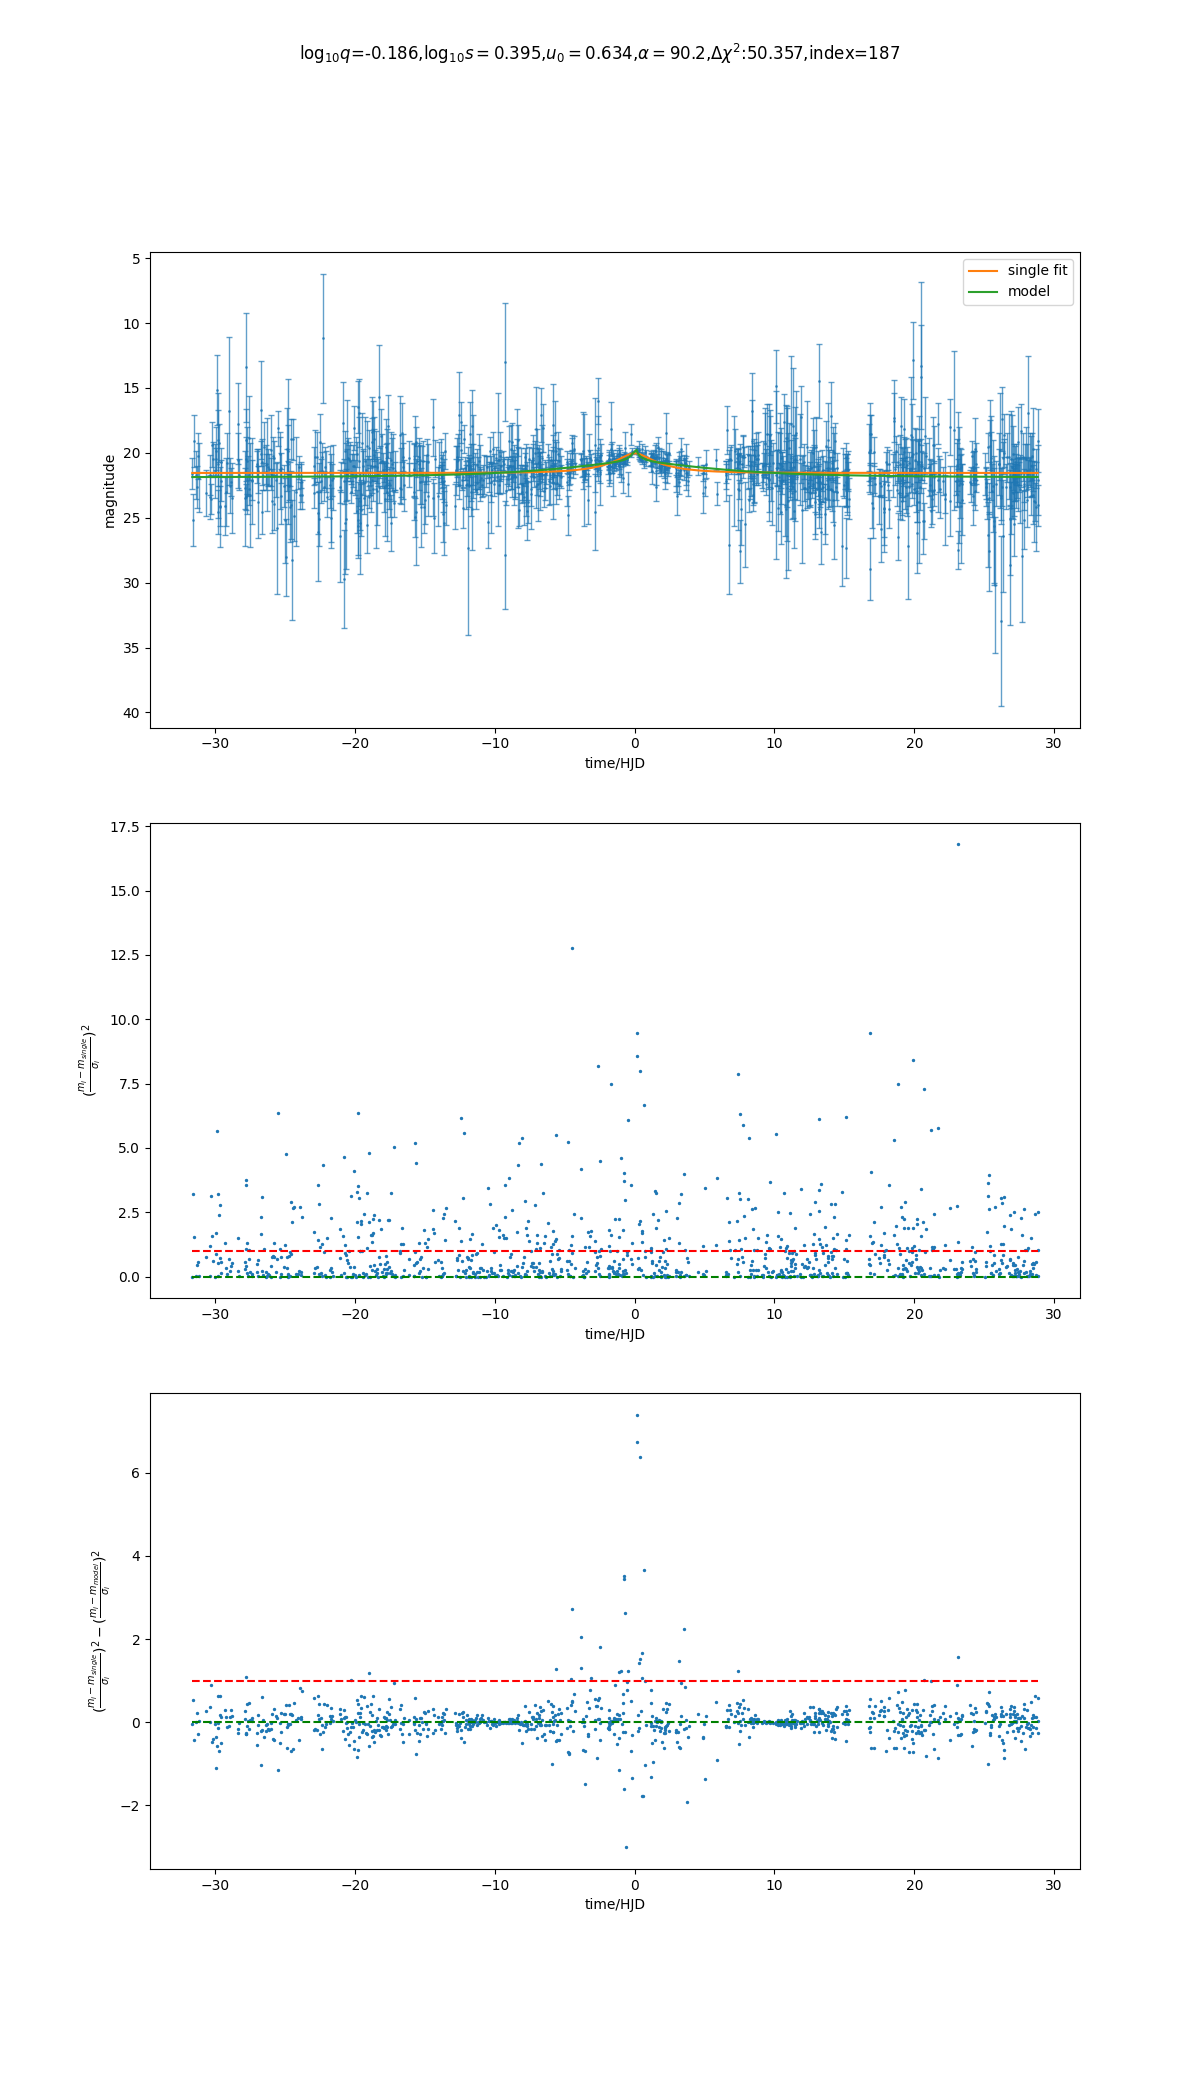 log₁₀q=-0.186,log₁₀s = 0.395,u₀ = 0.634,α = 90.2,Δχ²:50.357,index=187
single fit
model
5
10
15
20
25
30
35
40
magnitude
−30 −20 −10 0 10 20 30
time/HJD
17.5
15.0
12.5
10.0
7.5
5.0
2.5
0.0
(mᵢ − m_single / σᵢ)²
−30 −20 −10 0 10 20 30
time/HJD
6
4
2
0
−2
(mᵢ − m_single / σᵢ)² − (mᵢ − m_model / σᵢ)²
−30 −20 −10 0 10 20 30
time/HJD